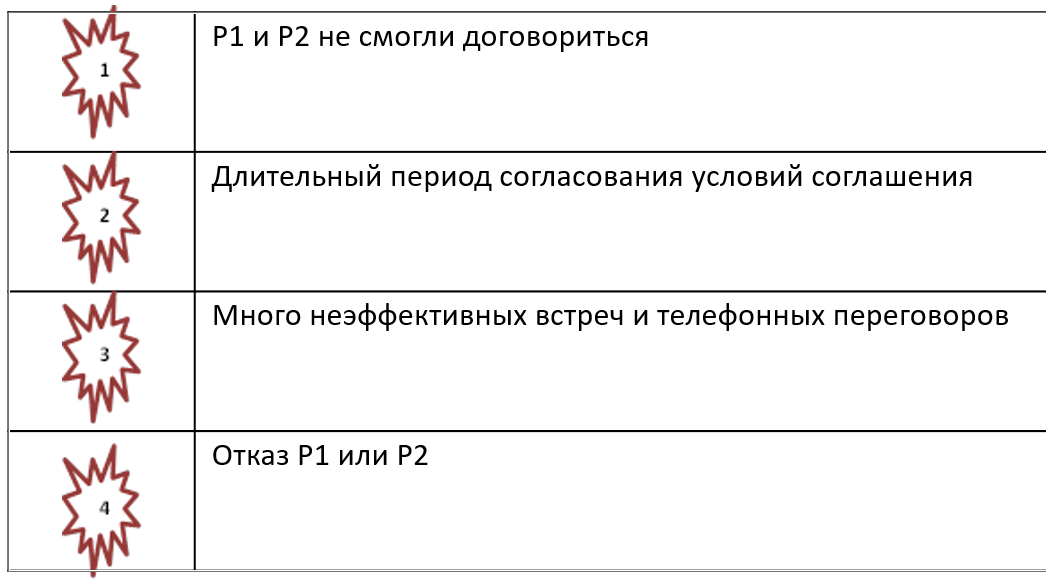 1
Р1 и Р2 не смогли договориться
2
Длительный период согласования условий соглашения
3
Много неэффективных встреч и телефонных переговоров
4
Отказ Р1 или Р2